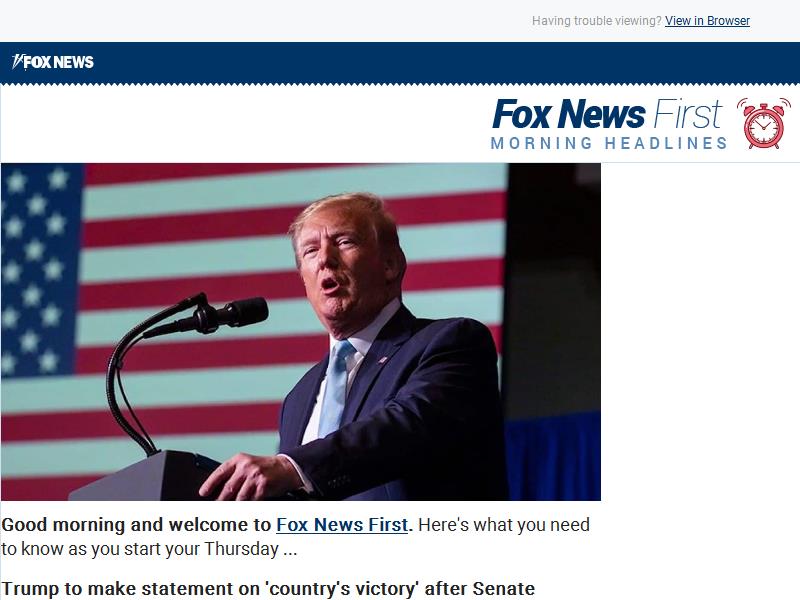 Having trouble viewing? View in Browser
FOX NEWS
Fox News First
MORNING HEADLINES
Good morning and welcome to Fox News First. Here's what you need
to know as you start your Thursday ...
Trump to make statement on 'country's victory' after Senate